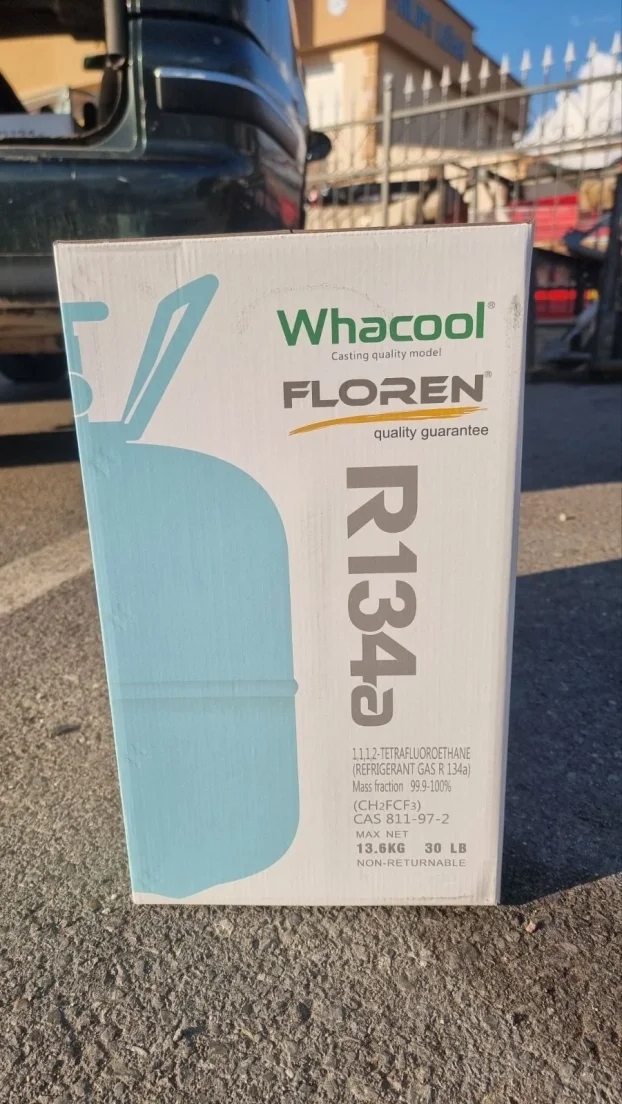 Whacool®
Casting quality model
FLOREN®
quality guarantee
R134a
1,1,1,2-TETRAFLUOROETHANE
(REFRIGERANT GAS R 134a)
Mass fraction 99.9-100%
(CH₂FCF₃)
CAS 811-97-2
MAX NET
13.6KG 30 LB
NON-RETURNABLE